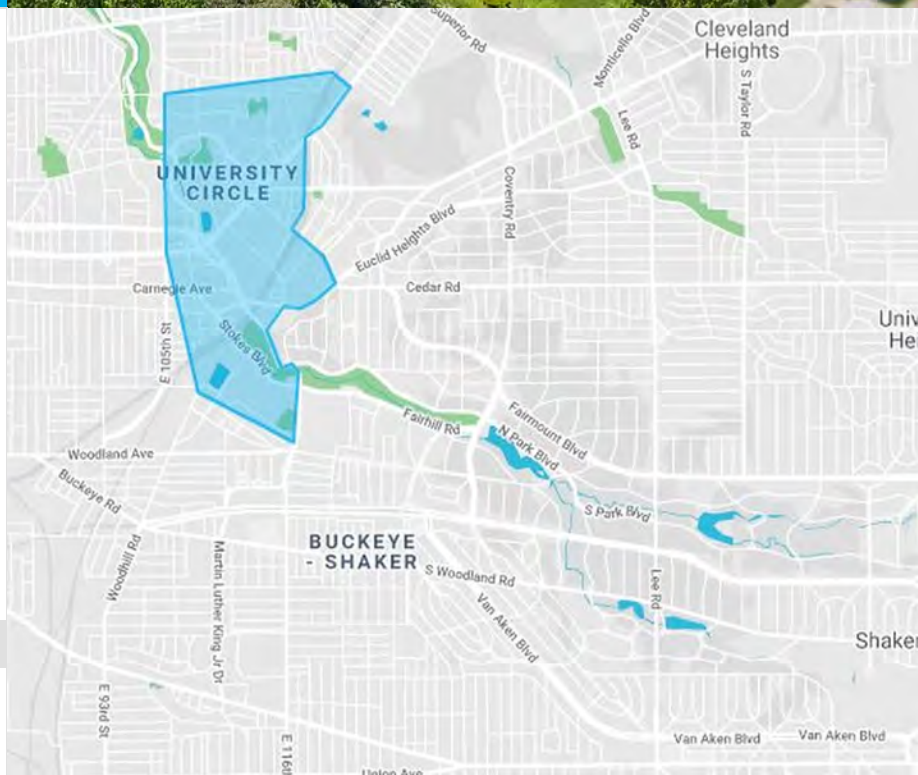 Superior Rd
Monticello Blvd
Cleveland
Heights
S Taylor Rd
Lee Rd
UNIVERSITY
CIRCLE
Coventry Rd
Euclid Heights Blvd
Carnegie Ave
Cedar Rd
Univ
He
E 105th St
Stokes Blvd
Fairhill Rd
Fairmount Blvd
N Park Blvd
Woodland Ave
Buckeye Rd
S Park Blvd
BUCKEYE
- SHAKER
Woodhill Rd
Martin Luther King Jr Dr
S Woodland Rd
Lee Rd
Van Aken Blvd
Shaker
E 93rd St
E 116t
Van Aken Blvd
Van Aken Blvd
Union Ave